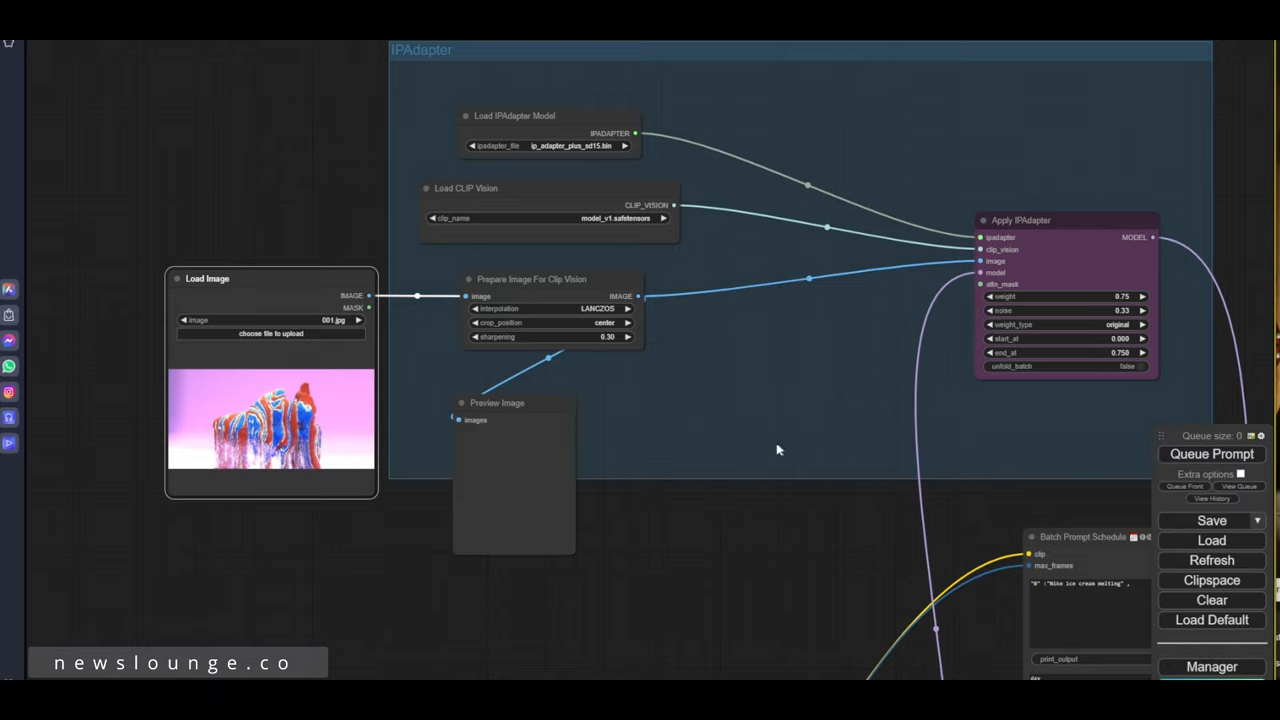 IPAdapter
Load IPAdapter Model
IPADAPTER
ipadapter_file ip_adapter_plus_sd15.bin
Load CLIP Vision
CLIP_VISION
clip_name model_v1.safetensors
Apply IPAdapter
ipadapter MODEL
clip_vision
image
model
attn_mask
weight 0.75
noise 0.33
weight_type original
start_at 0.000
end_at 0.750
unfold_batch false
Load Image
IMAGE
MASK
image 001.jpg
choose file to upload
Prepare Image For Clip Vision
image IMAGE
interpolation LANCZOS
crop_position center
sharpening 0.30
Preview Image
images
Queue size: 0
Queue Prompt
Extra options
Queue Front View Queue
View History
Save
Load
Refresh
Clipspace
Clear
Load Default
Manager
Batch Prompt Schedule
clip
max_frames
"0" :"Nike ice cream melting" ,
print_output
newslounge.co